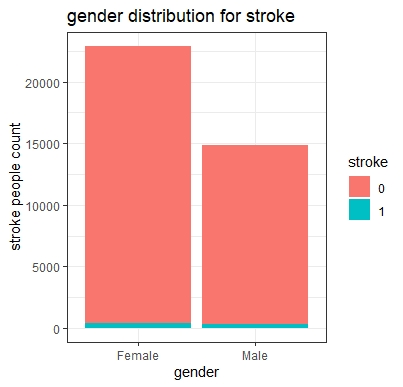 gender distribution for stroke
stroke people count
20000
15000
10000
5000
0
Female
Male
gender
stroke
0
1